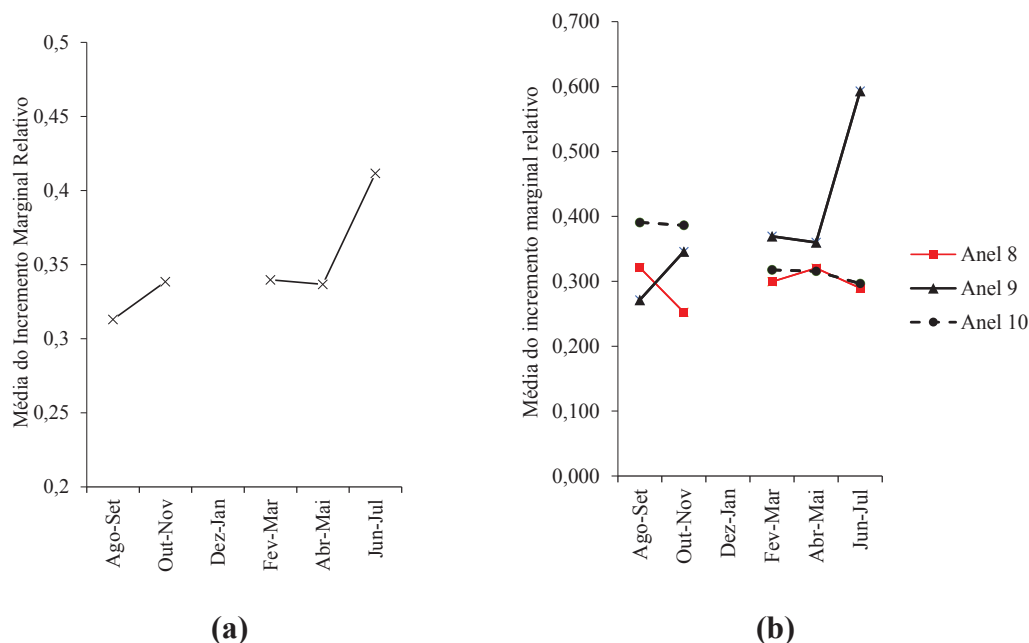 Média do Incremento Marginal Relativo
0,5
0,45
0,4
0,35
0,3
0,25
0,2
Ago-Set
Out-Nov
Dez-Jan
Fev-Mar
Abr-Mai
Jun-Jul
(a)
Média do incremento marginal relativo
0,700
0,600
0,500
0,400
0,300
0,200
0,100
0,000
Ago-Set
Out-Nov
Dez-Jan
Fev-Mar
Abr-Mai
Jun-Jul
Anel 8
Anel 9
Anel 10
(b)